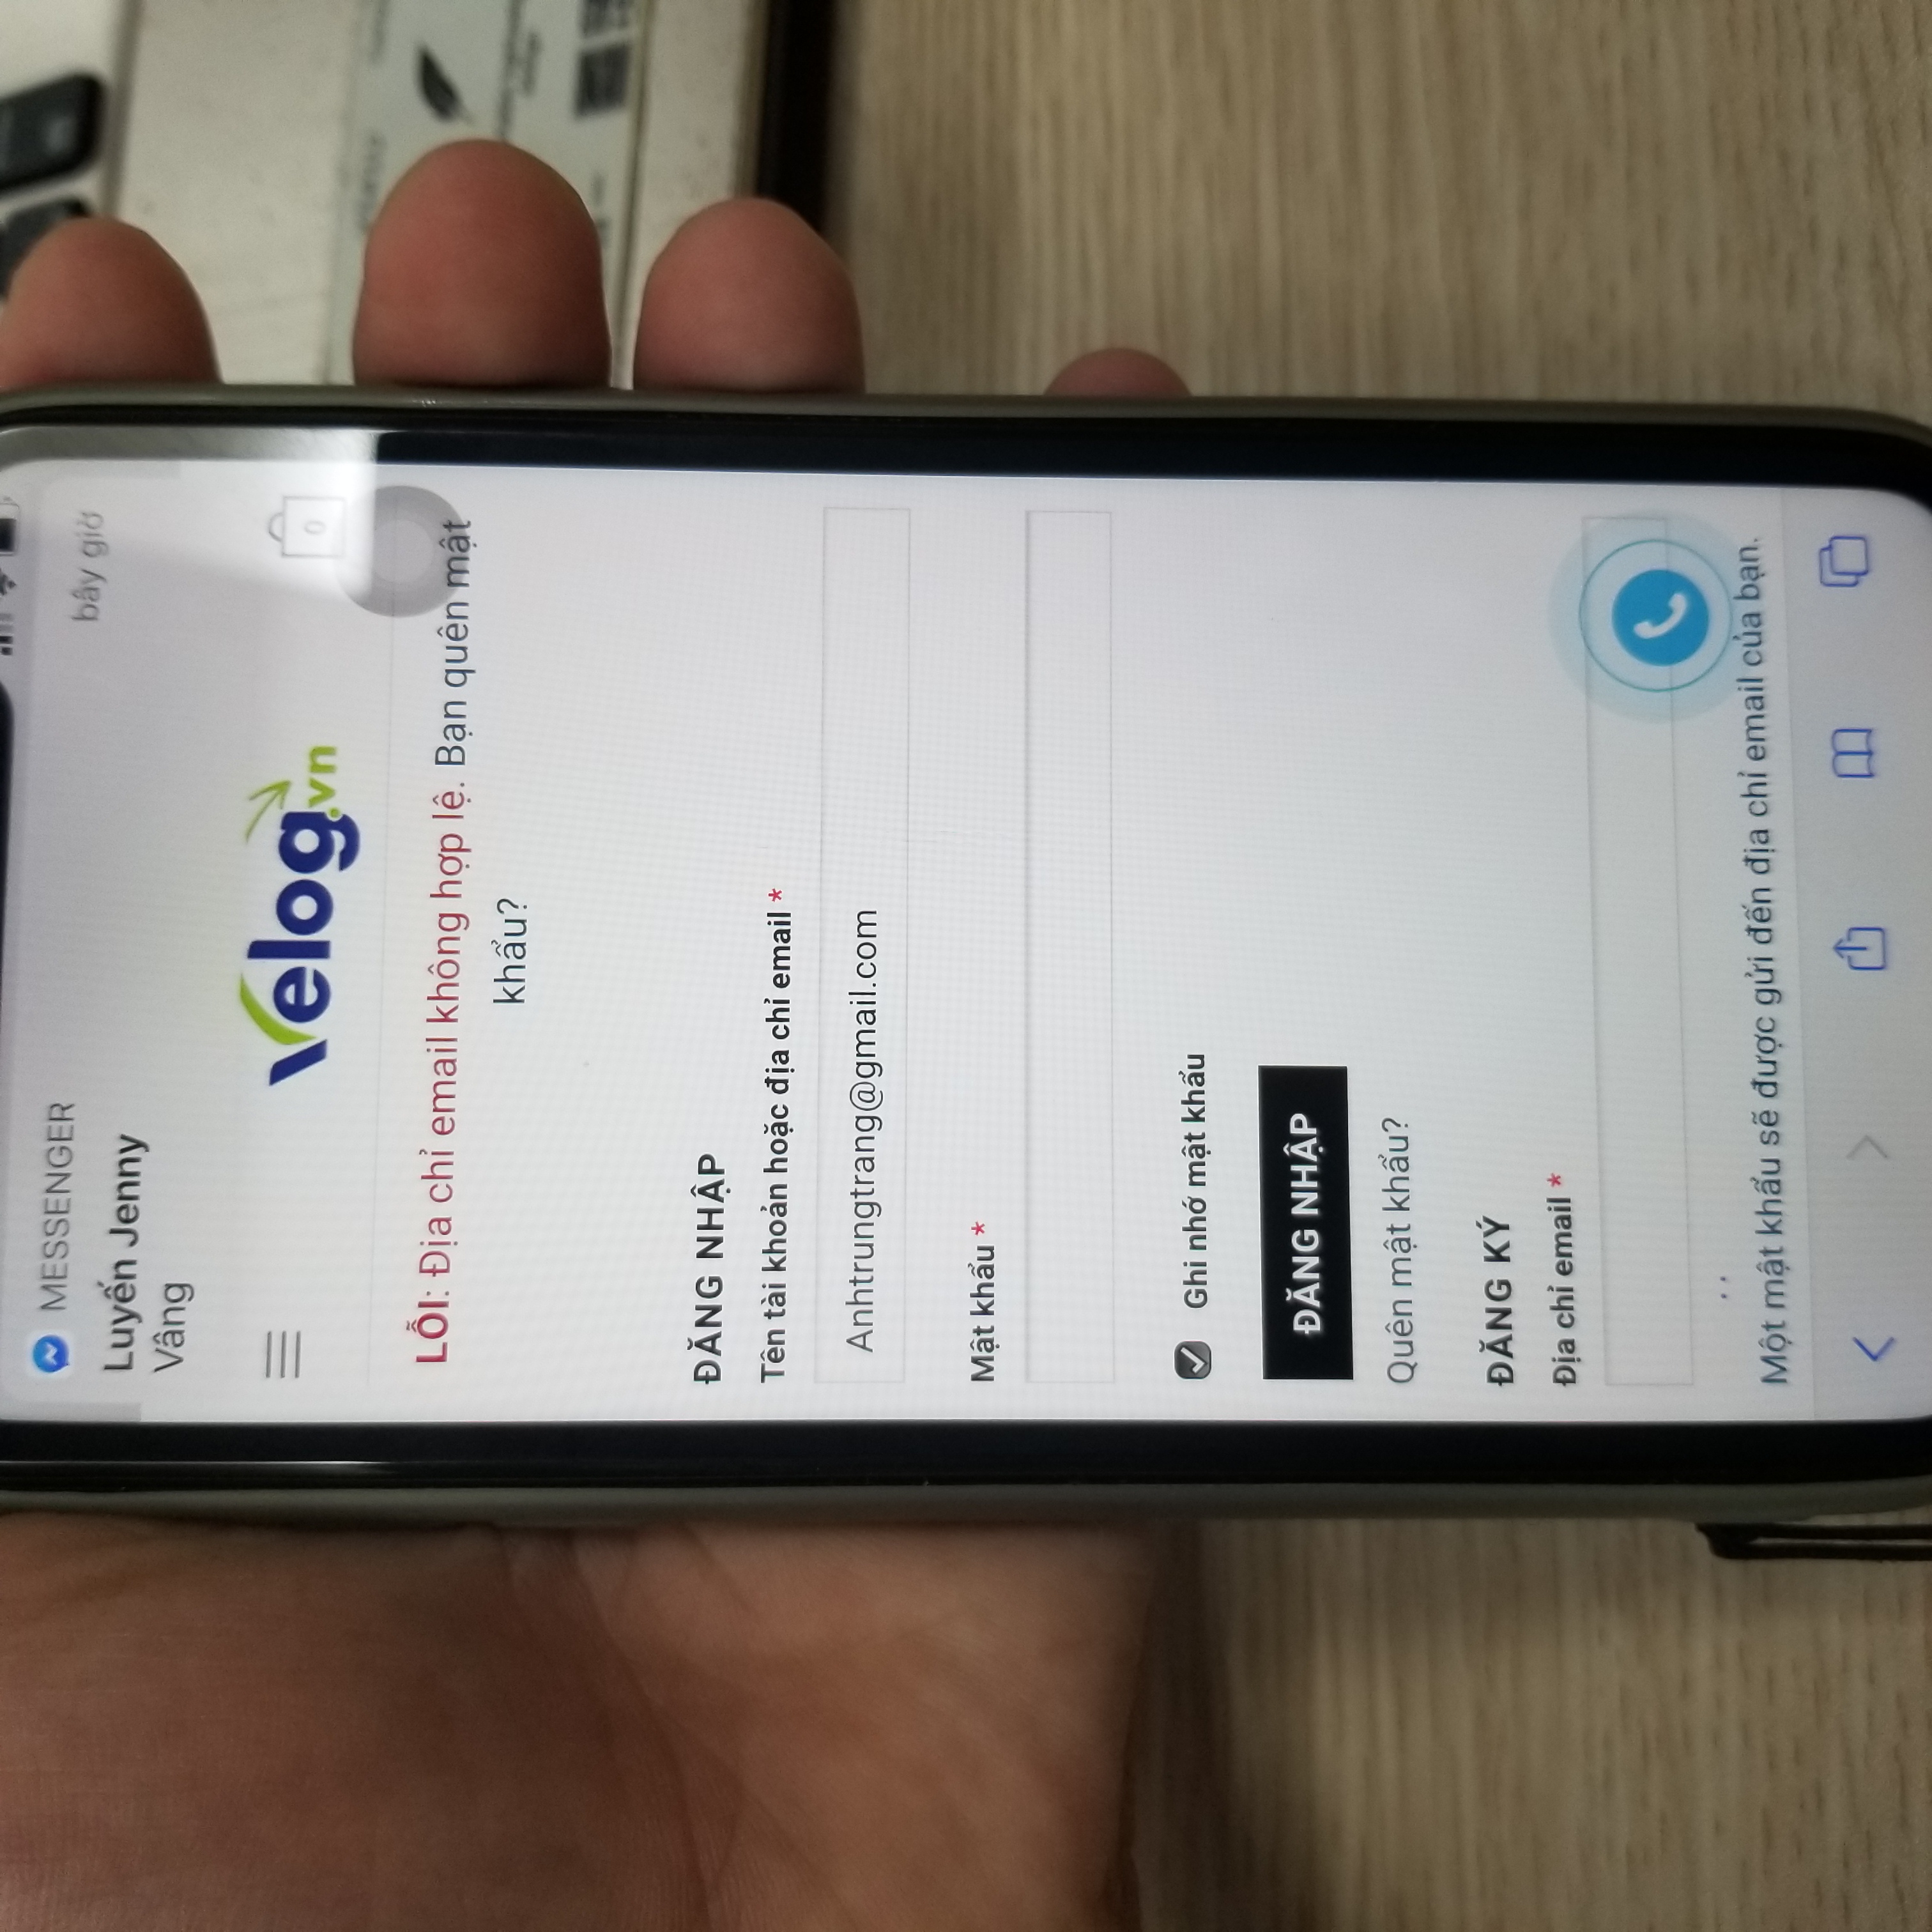 MESSENGER
bây giờ
Luyến Jenny
Vâng
velog.vn
0
LỖI: Địa chỉ email không hợp lệ. Bạn quên mật
khẩu?
ĐĂNG NHẬP
Tên tài khoản hoặc địa chỉ email *
Anhtrungtrang@gmail.com
Mật khẩu *
Ghi nhớ mật khẩu
ĐĂNG NHẬP
Quên mật khẩu?
ĐĂNG KÝ
Địa chỉ email *
Một mật khẩu sẽ được gửi đến địa chỉ email của bạn.